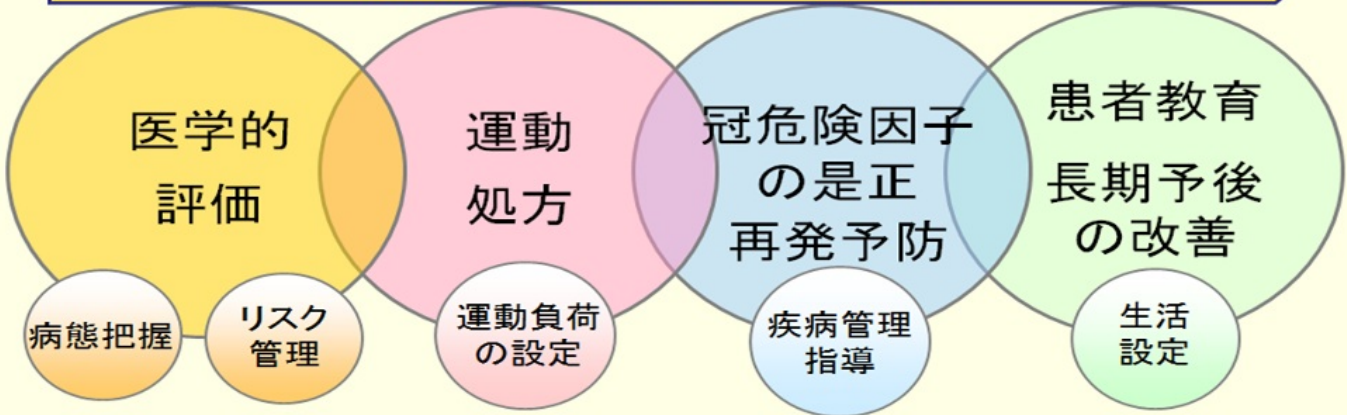 医学的
評価
運動
処方
冠危険因子
の是正
再発予防
患者教育
長期予後
の改善
病態把握
リスク
管理
運動負荷
の設定
疾病管理
指導
生活
設定